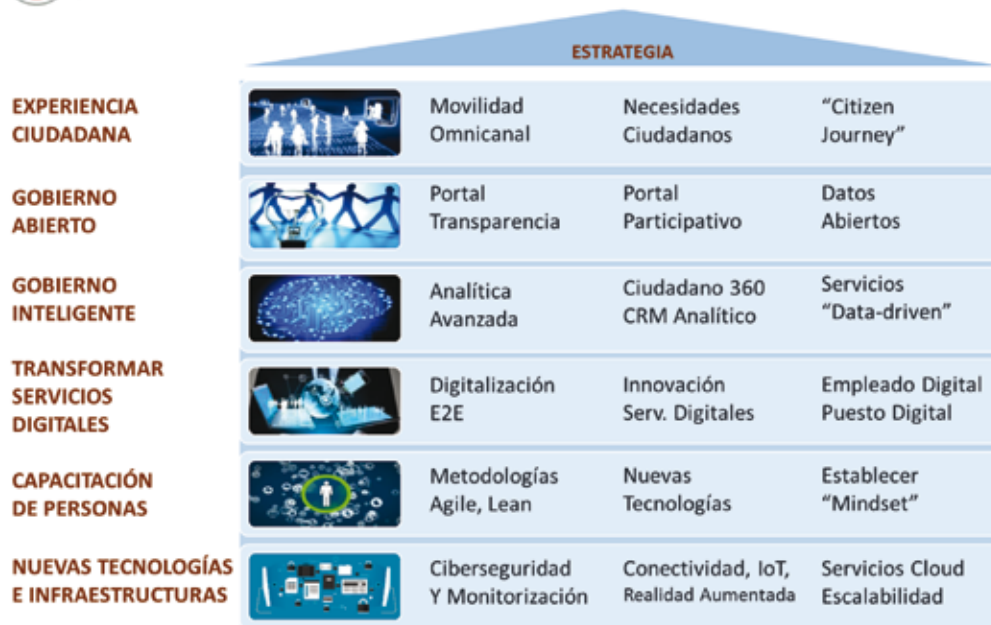 ESTRATEGIA
EXPERIENCIA
CIUDADANA
Movilidad
Omnicanal
Necesidades
Ciudadanos
“Citizen
Journey”
GOBIERNO
ABIERTO
Portal
Transparencia
Portal
Participativo
Datos
Abiertos
GOBIERNO
INTELIGENTE
Analítica
Avanzada
Ciudadano 360
CRM Analítico
Servicios
“Data-driven”
TRANSFORMAR
SERVICIOS
DIGITALES
Digitalización
E2E
Innovación
Serv. Digitales
Empleado Digital
Puesto Digital
CAPACITACIÓN
DE PERSONAS
Metodologías
Agile, Lean
Nuevas
Tecnologías
Establecer
“Mindset”
NUEVAS TECNOLOGÍAS
E INFRAESTRUCTURAS
Ciberseguridad
Y Monitorización
Conectividad, IoT,
Realidad Aumentada
Servicios Cloud
Escalabilidad